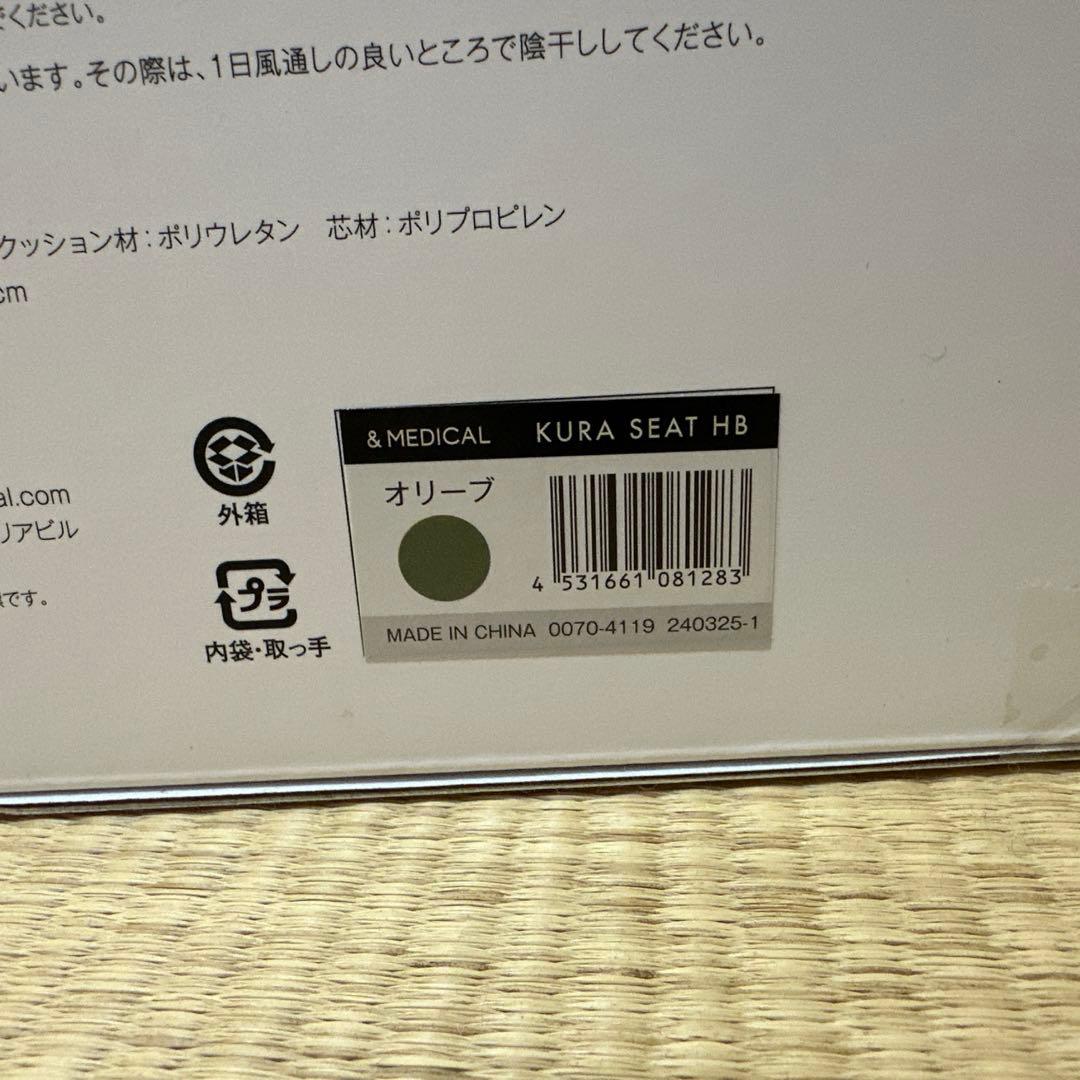 ください。
います。その際は、1日風通しの良いところで陰干ししてください。
クッション材：ポリウレタン 芯材：ポリプロピレン
cm
al.com
リアビル
です。
外箱
プラ
内袋・取っ手
& MEDICAL KURA SEAT HB
オリーブ
4 531661 081283
MADE IN CHINA 0070-4119 240325-1